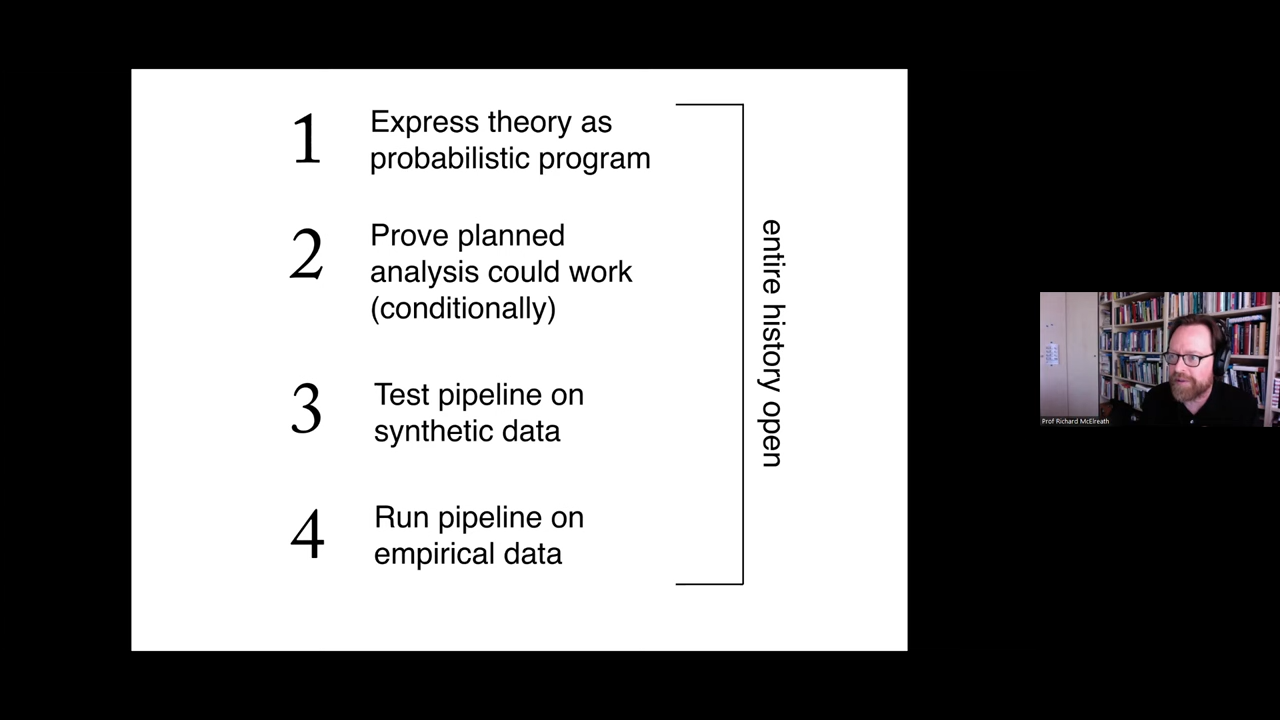 1
Express theory as
probabilistic program
2
Prove planned
analysis could work
(conditionally)
3
Test pipeline on
synthetic data
4
Run pipeline on
empirical data
entire history open
Prof Richard McElreath